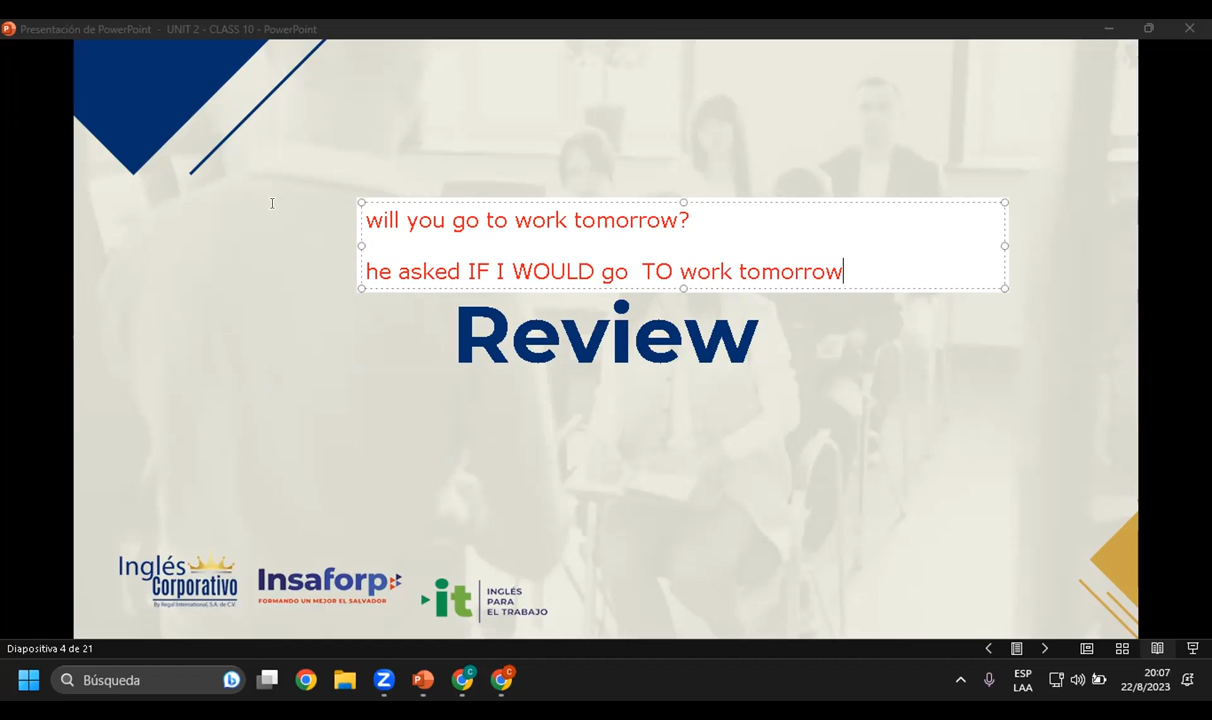 Presentación de PowerPoint - UNIT 2 - CLASS 10 - PowerPoint
will you go to work tomorrow?
he asked IF I WOULD go  TO work tomorrow
Review
Inglés
Corporativo
By Regal International, S.A. de C.V.
Insaforp
FORMANDO UN MEJOR EL SALVADOR
it
INGLÉS
PARA
EL TRABAJO
Diapositiva 4 de 21
Búsqueda
ESP
LAA
20:07
22/8/2023